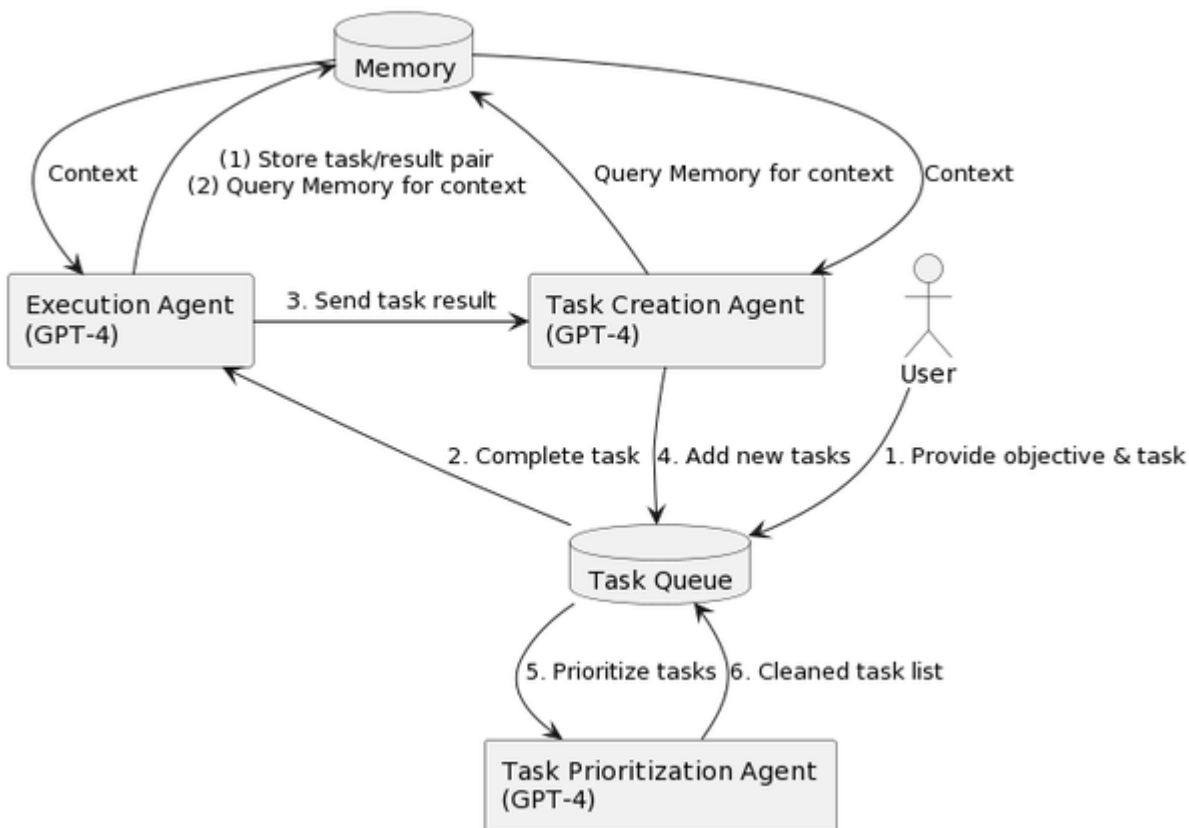 Memory
Context
(1) Store task/result pair
(2) Query Memory for context
Query Memory for context
Context
Execution Agent
(GPT-4)
3. Send task result
Task Creation Agent
(GPT-4)
User
2. Complete task
4. Add new tasks
1. Provide objective & task
Task Queue
5. Prioritize tasks
6. Cleaned task list
Task Prioritization Agent
(GPT-4)